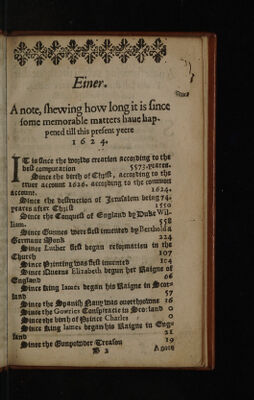 Einer.
A note, shewing how long it is since
some memorable matters haue hap-
pened till this present yeere
1624.
IT is since the worlds creation according to the
best computation 5573. yeares.
Since the birth of Christ, according to the
truer account 1626. according to the common
account. 1624.
Since the destruction of Jerusalem being 74.
yeares after Christ 1550
Since the Conquest of England by Duke Wil-
liam. 558
Since Gunnes were first inuented by Berthold a
Germane Monk 224
Since Luther first began reformation in the
Church 107
Since Printing was first inuented 104
Since Queene Elizabeth begun her Raigne of
England 66
Since king Iames began his Raigne in Scot-
land 57
Since the Spanish Nauy was ouerthrowne 16
Since the Gowries Conspiracie in Scotland 0
Since the birth of Prince Charles 0
Since King Iames began his Raigne in Eng-
land 21
Since the Gunpowder Treason 19
B 2 A note